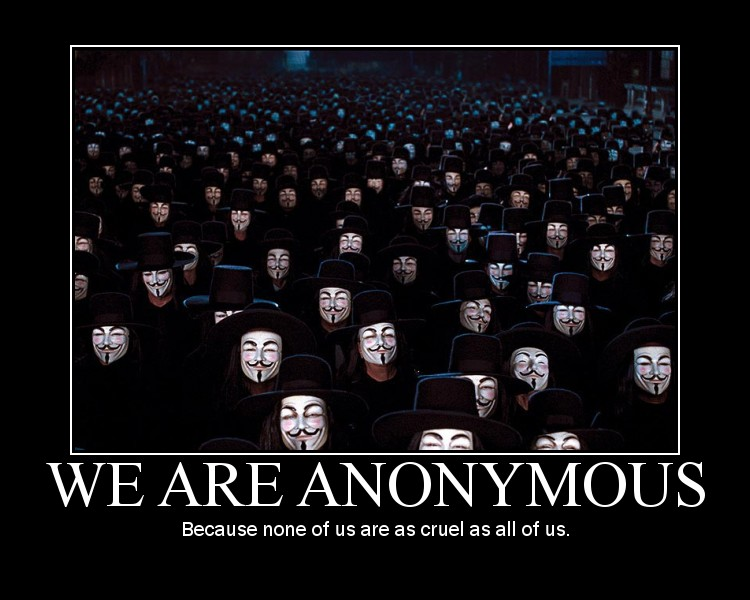 WE ARE ANONYMOUS
Because none of us are as cruel as all of us.